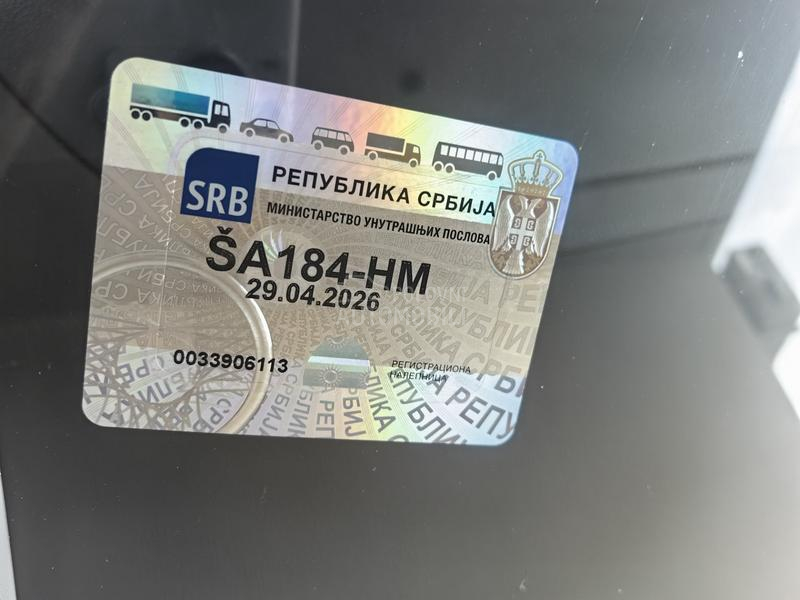 SRB
РЕПУБЛИКА СРБИЈА
МИНИСТАРСТВО УНУТРАШЊИХ ПОСЛОВА
ŠA184-HM
29.04.2026
0033906113
РЕГИСТРАЦИОНА
НАЛЕПНИЦА